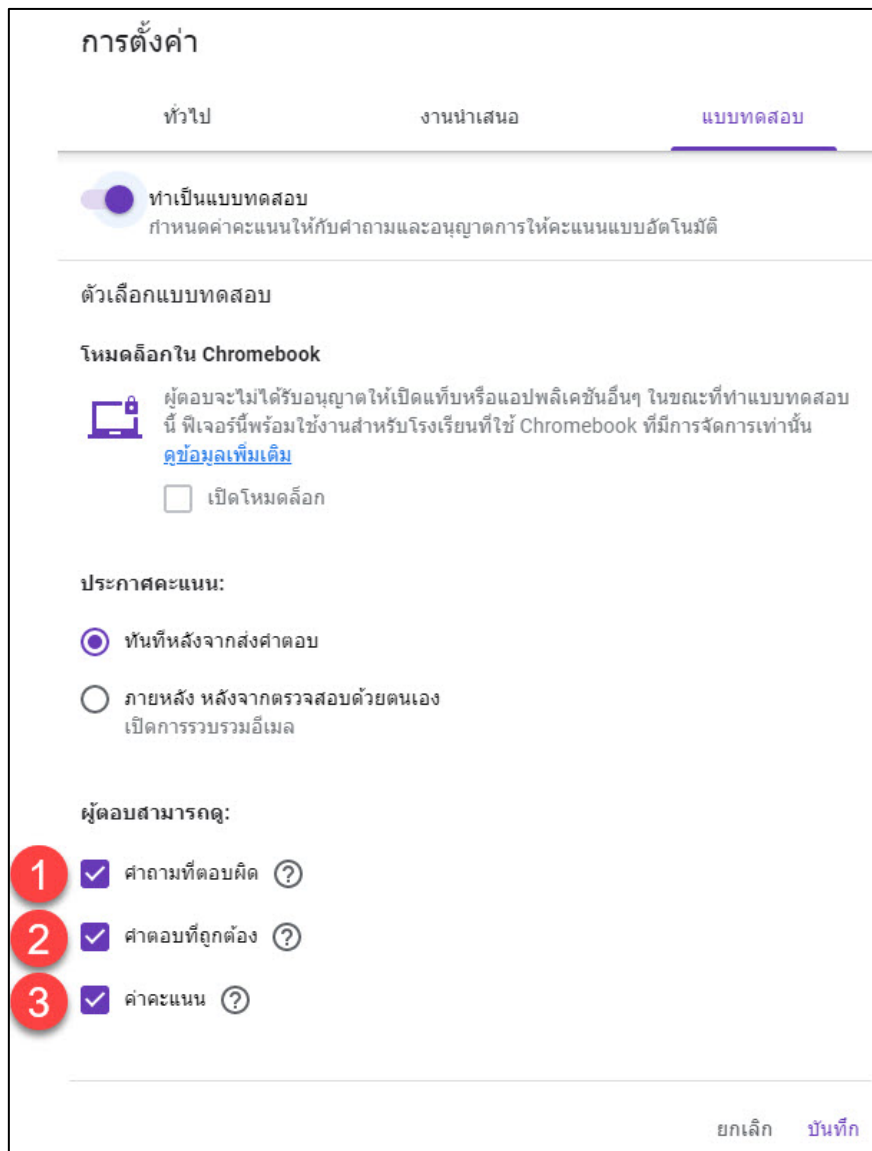 การตั้งค่า
ทั่วไป งานนำเสนอ แบบทดสอบ
ทำเป็นแบบทดสอบ
กำหนดค่าคะแนนให้กับคำถามและอนุญาตการให้คะแนนแบบอัตโนมัติ
ตัวเลือกแบบทดสอบ
โหมดล็อกใน Chromebook
ผู้ตอบจะไม่ได้รับอนุญาตให้เปิดแท็บหรือแอปพลิเคชันอื่นๆ ในขณะที่ทำแบบทดสอบ
นี้ ฟีเจอร์นี้พร้อมใช้งานสำหรับโรงเรียนที่ใช้ Chromebook ที่มีการจัดการเท่านั้น
ดูข้อมูลเพิ่มเติม
เปิดโหมดล็อก
ประกาศคะแนน:
ทันทีหลังจากส่งคำตอบ
ภายหลัง หลังจากตรวจสอบด้วยตนเอง
เปิดการรวบรวมอีเมล
ผู้ตอบสามารถดู:
1 คำถามที่ตอบผิด ?
2 คำตอบที่ถูกต้อง ?
3 ค่าคะแนน ?
ยกเลิก บันทึก